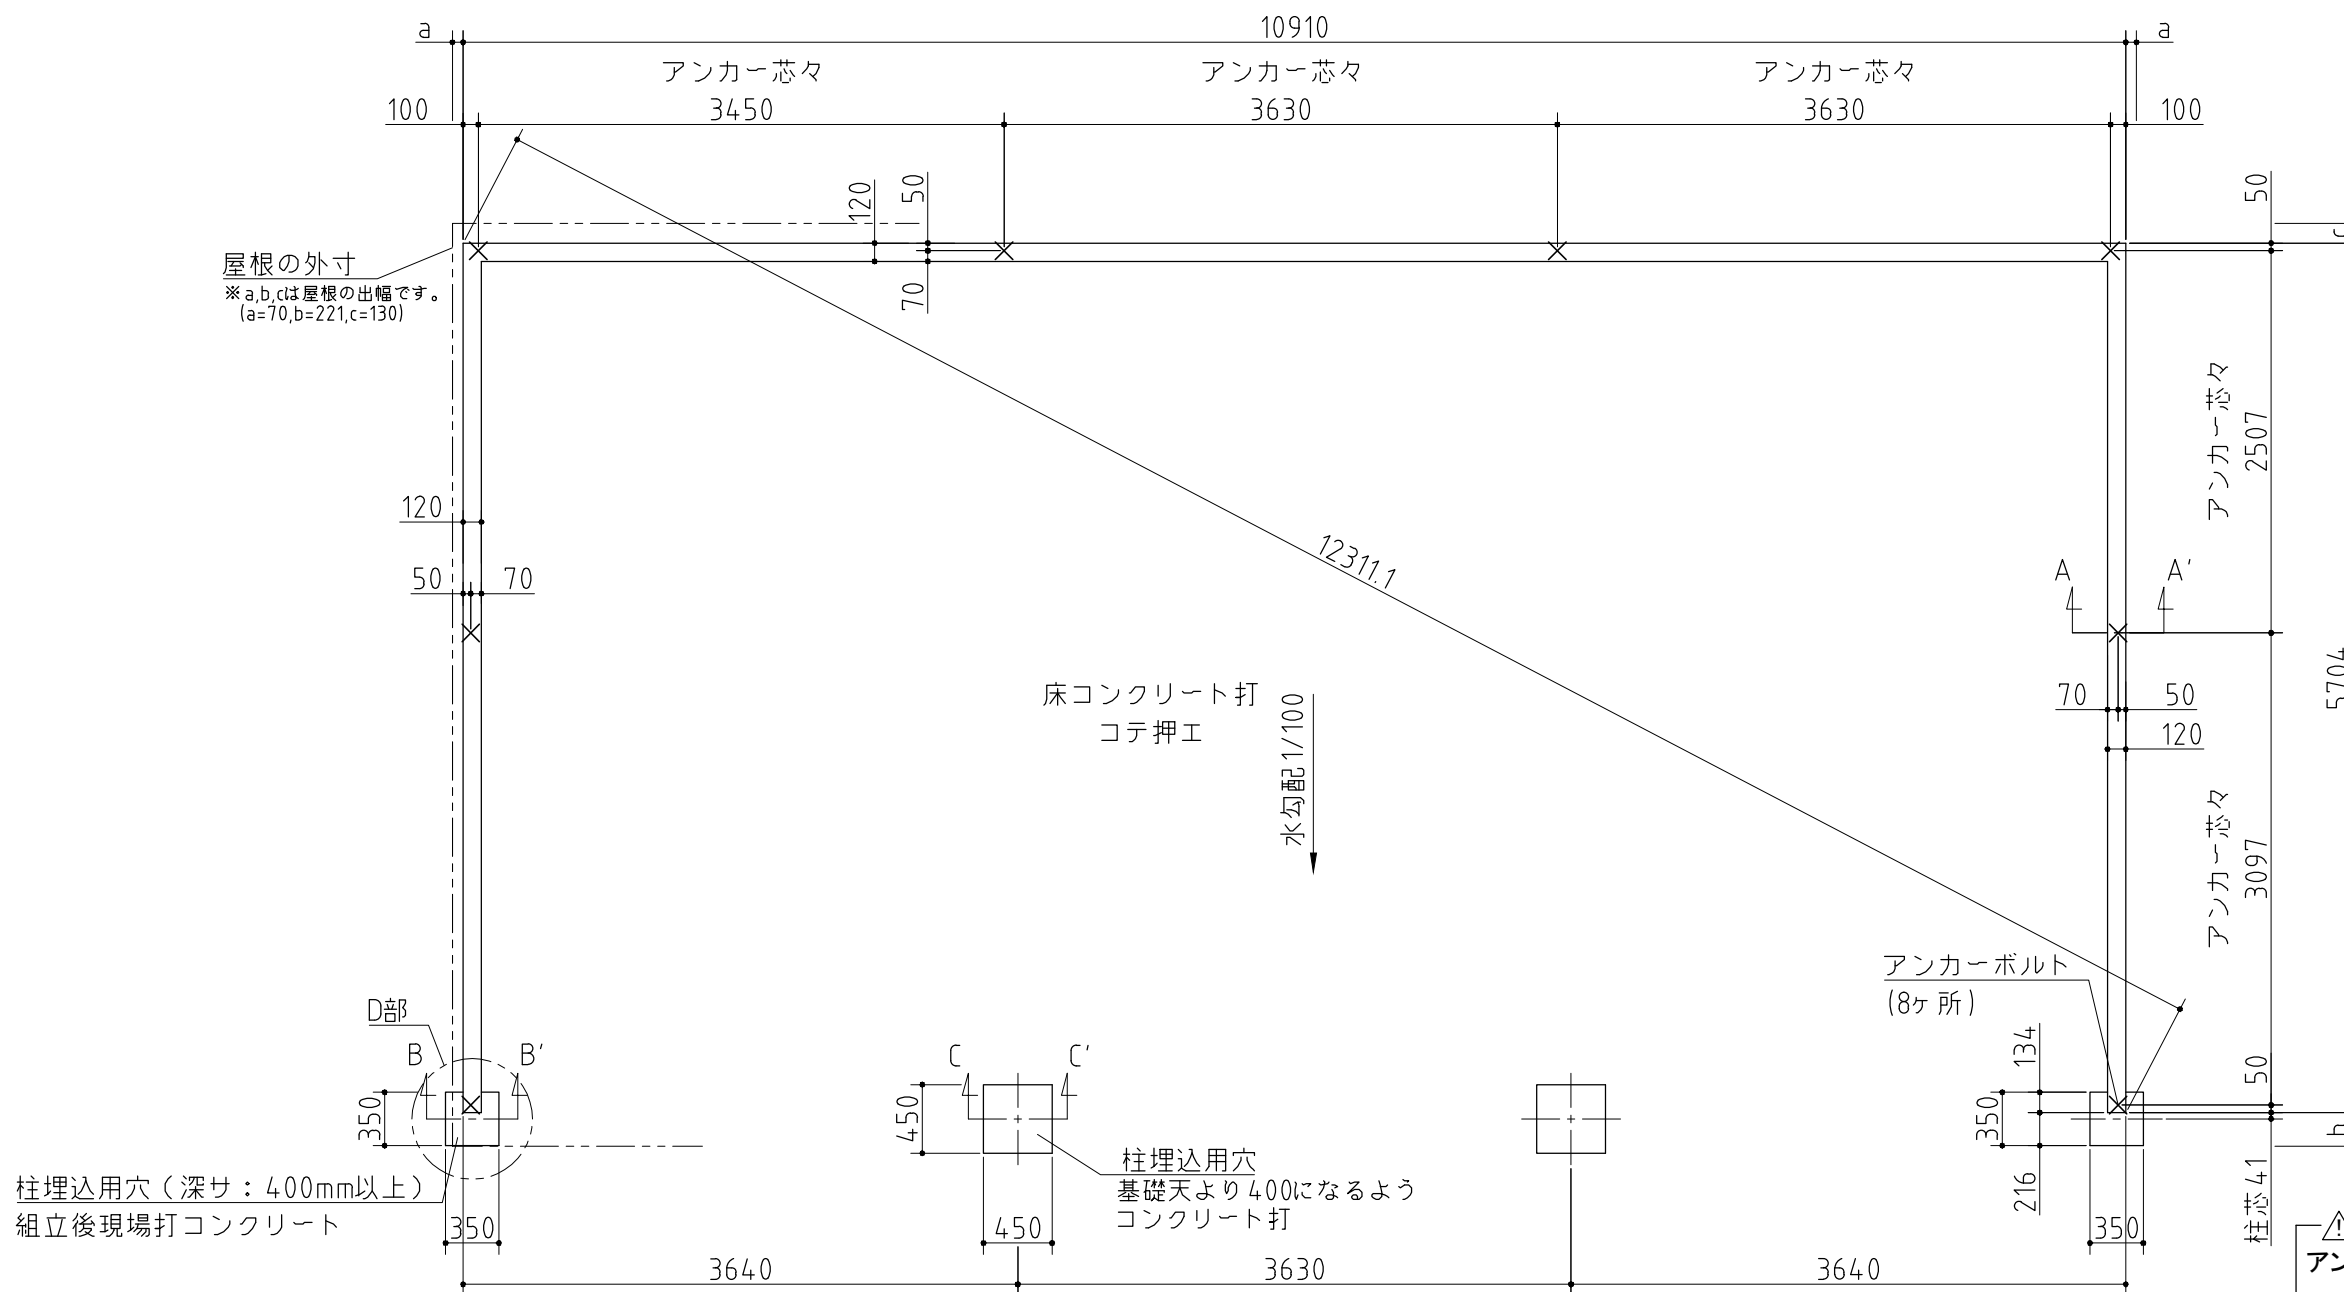 a
10910
a
アンカー芯々
アンカー芯々
アンカー芯々
100
3450
3630
3630
100
120
50
70
50
c
屋根の外寸
※a,b,cは屋根の出幅です。
(a=70,b=221,c=130)
アンカー芯々
2507
120
50
70
12311.1
A
A'
5704
70
50
120
床コンクリート打
コテ押エ
水勾配1/100
アンカー芯々
3097
アンカーボルト
(8ヶ所)
D部
B
B'
C
C'
134
50
350
450
350
216
b
柱芯41
柱埋込用穴(深サ:400mm以上)
組立後現場打コンクリート
柱埋込用穴
基礎天より400になるよう
コンクリート打
350
450
350
3640
3630
3640
アン